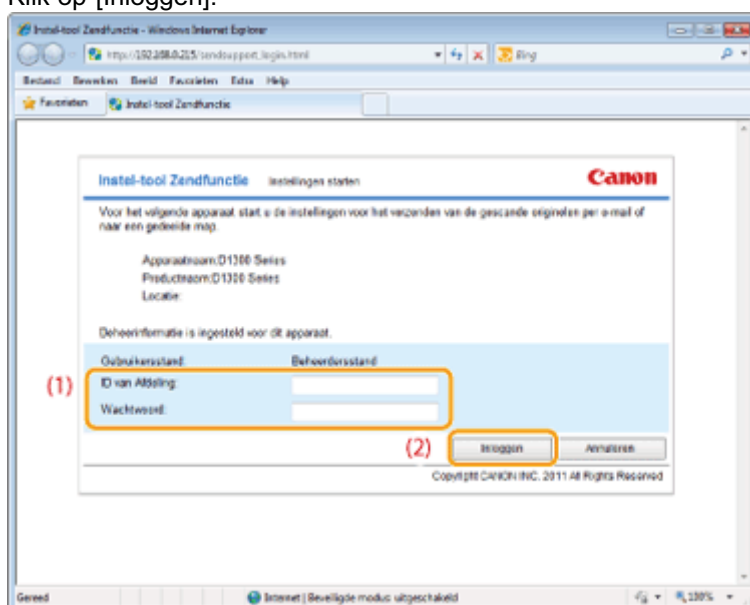 Klik op [Inloggen].
Instel-tool Zendfunctie - Windows Internet Explorer
http://192.168.0.215/sendsupport_login.html
Bing
Bestand Bewerken Beeld Favorieten Extra Help
Favorieten Instel-tool Zendfunctie
Instel-tool Zendfunctie Instellingen starten Canon
Voor het volgende apparaat start u de instellingen voor het verzenden van de gescande originelen per e-mail of
naar een gedeelde map.
Apparaatnaam:D1300 Series
Productnaam:D1300 Series
Locatie:
Beheerinformatie is ingesteld voor dit apparaat.
Gebruikersstand: Beheerdersstand
(1) ID van Afdeling:
Wachtwoord:
(2) Inloggen Annuleren
Copyright CANON INC. 2011 All Rights Reserved
Gereed Internet | Beveiligde modus: uitgeschakeld 100%